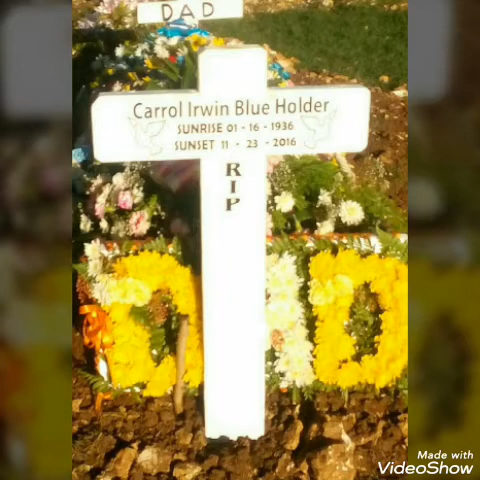 DAD
Carrol Irwin Blue Holder
SUNRISE 01 - 16 - 1936
SUNSET 11 - 23 - 2016
R
I
P
Made with
VideoShow